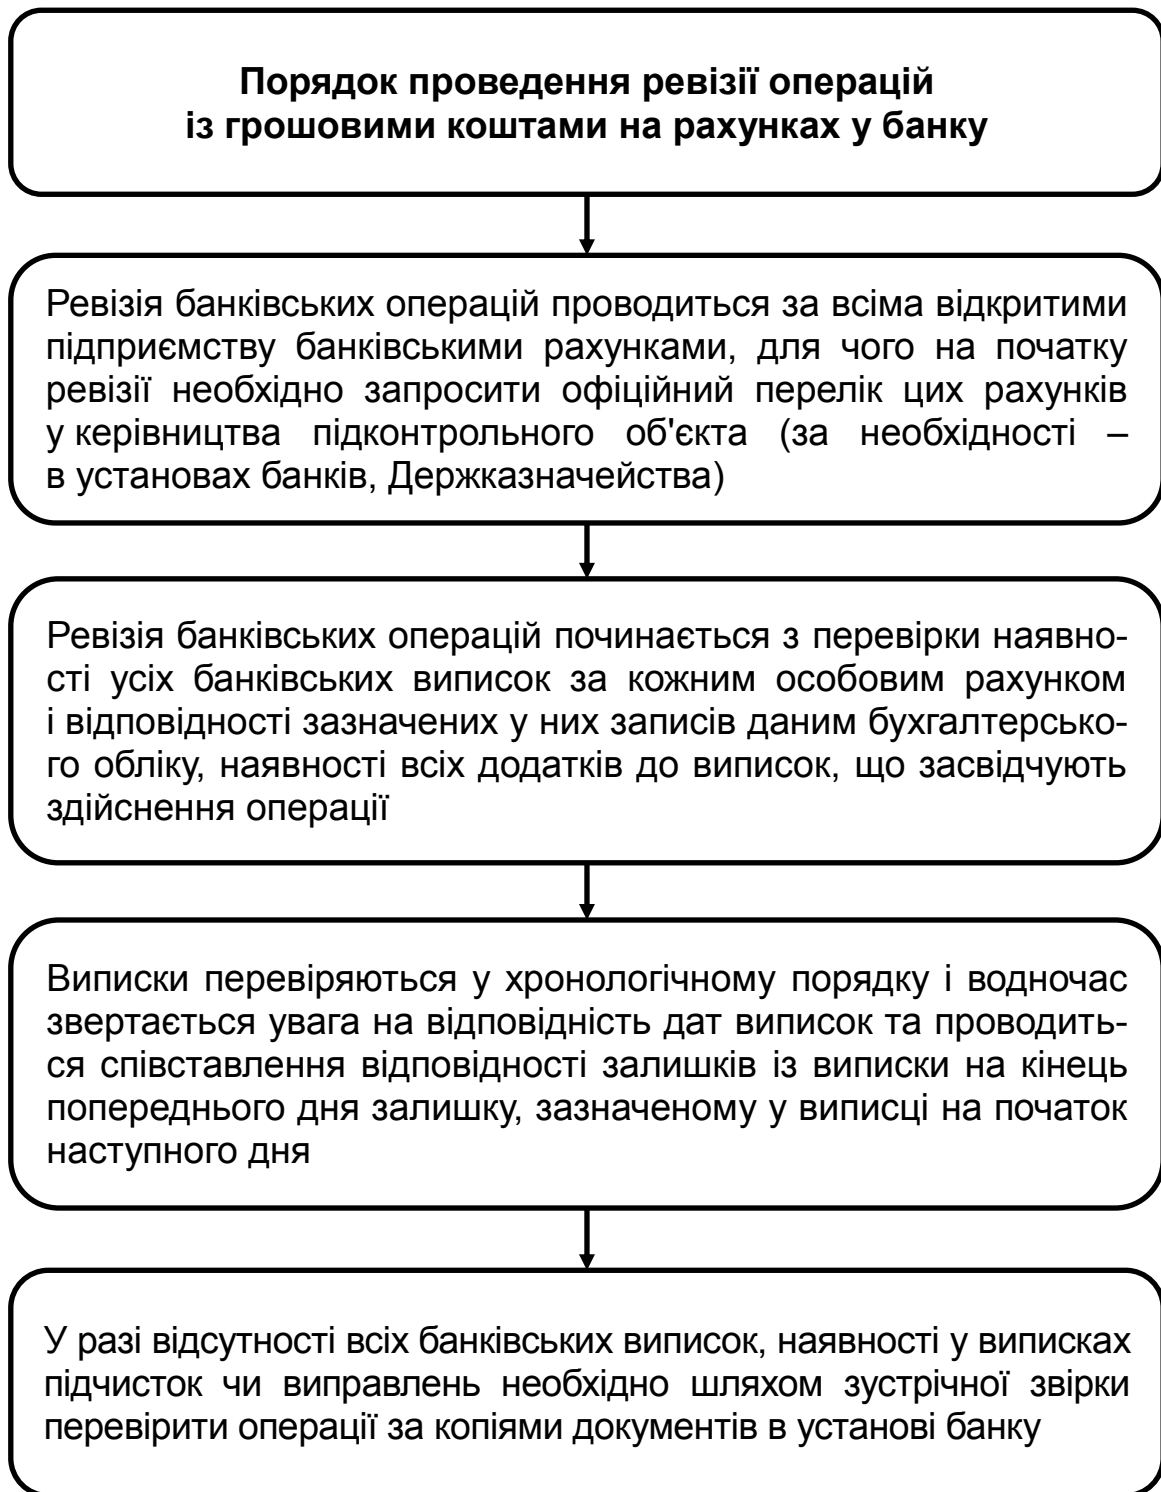 Порядок проведення ревізії операцій
із грошовими коштами на рахунках у банку
Ревізія банківських операцій проводиться за всіма відкритими
підприємству банківськими рахунками, для чого на початку
ревізії необхідно запросити офіційний перелік цих рахунків
у керівництва підконтрольного об'єкта (за необхідності –
в установах банків, Держказначейства)
Ревізія банківських операцій починається з перевірки наявно-
сті усіх банківських виписок за кожним особовим рахунком
і відповідності зазначених у них записів даним бухгалтерсько-
го обліку, наявності всіх додатків до виписок, що засвідчують
здійснення операції
Виписки перевіряються у хронологічному порядку і водночас
звертається увага на відповідність дат виписок та проводить-
ся співставлення відповідності залишків із виписки на кінець
попереднього дня залишку, зазначеному у виписці на початок
наступного дня
У разі відсутності всіх банківських виписок, наявності у виписках
підчисток чи виправлень необхідно шляхом зустрічної звірки
перевірити операції за копіями документів в установі банку